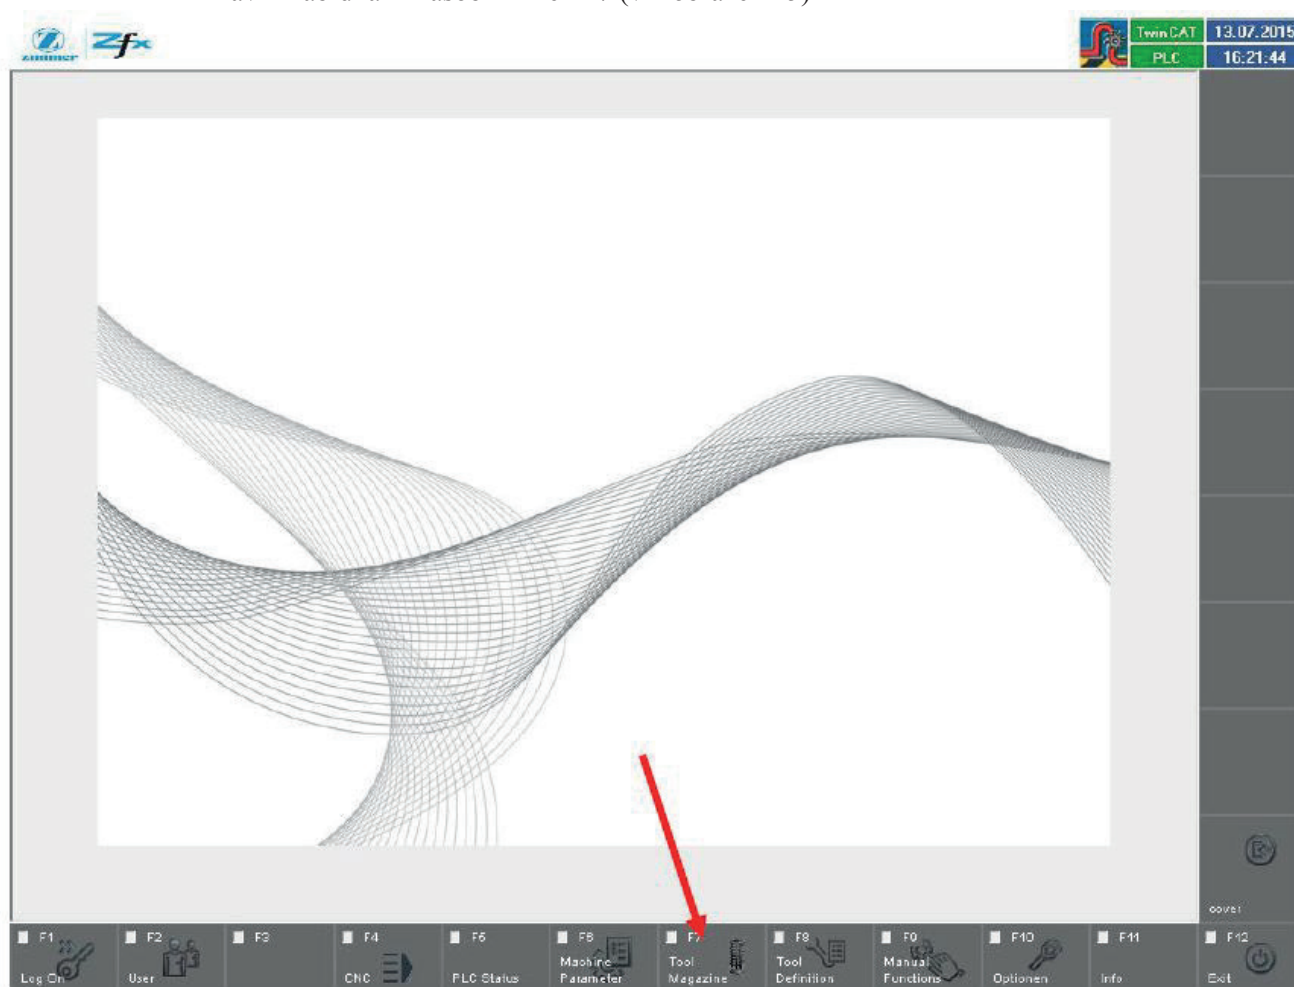 zimmer
Zfx
TwinCAT
PLC
13.07.2015
16:21:44
cover
F1
Log On
F2
User
F3
F4
CNC
F5
PLC Status
F6
Machine
Parameter
F7
Tool
Magazine
F8
Tool
Definition
F9
Manual
Functions
F10
Optionen
F11
Info
F12
Exit